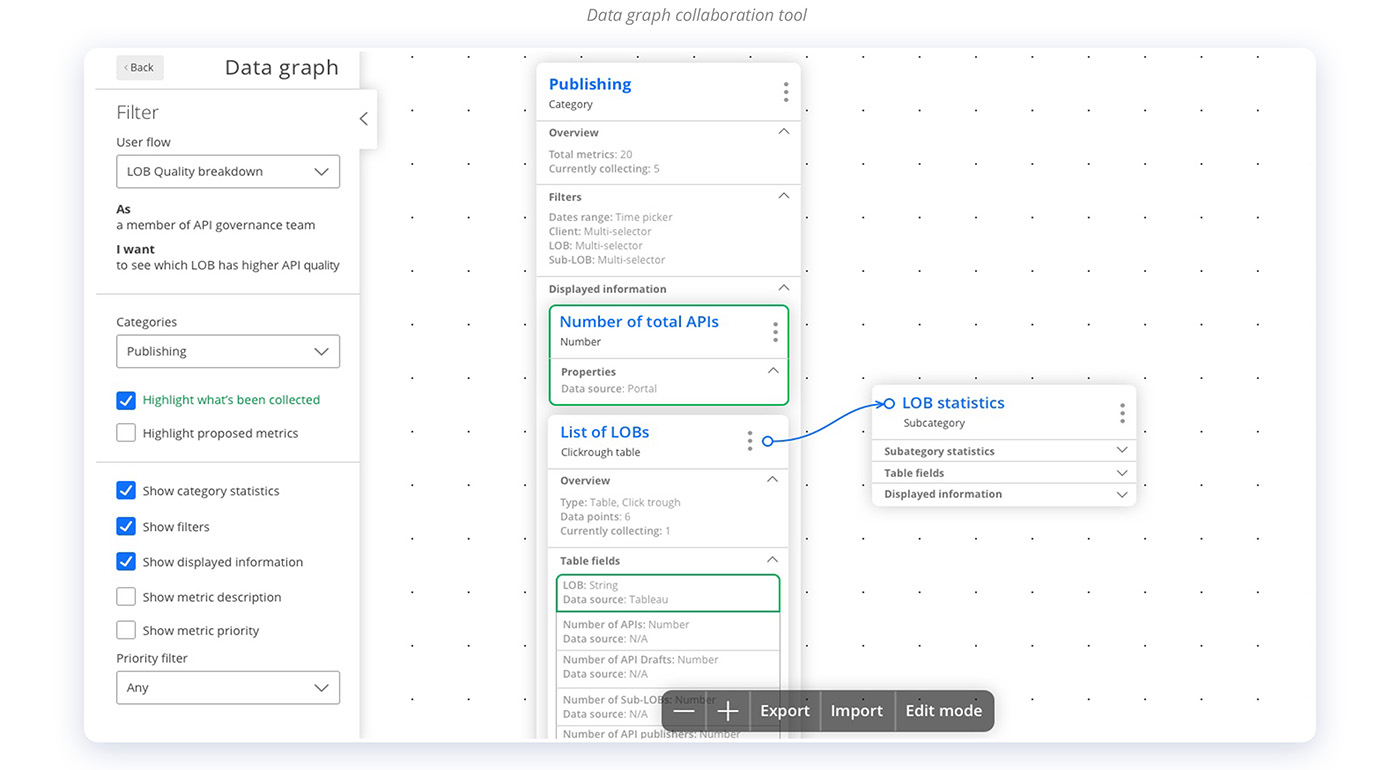 Data graph collaboration tool
Back
Data graph
Filter
User flow
LOB Quality breakdown
As
a member of API governance team
I want
to see which LOB has higher API quality
Categories
Publishing
Highlight what's been collected
Highlight proposed metrics
Show category statistics
Show filters
Show displayed information
Show metric description
Show metric priority
Priority filter
Any
Publishing
Category
Overview
Total metrics: 20
Currently collecting: 5
Filters
Dates range: Time picker
Client: Multi-selector
LOB: Multi-selector
Sub-LOB: Multi-selector
Displayed information
Number of total APIs
Number
Properties
Data source: Portal
List of LOBs
Clickrough table
Overview
Type: Table, Click trough
Data points: 6
Currently collecting: 1
Table fields
LOB: String
Data source: Tableau
Number of APIs: Number
Data source: N/A
Number of API Drafts: Number
Data source: N/A
Number of Sub-LOBs: Number
Data source: N/A
Number of API publishers: Number
LOB statistics
Subcategory
Subategory statistics
Table fields
Displayed information
Export
Import
Edit mode